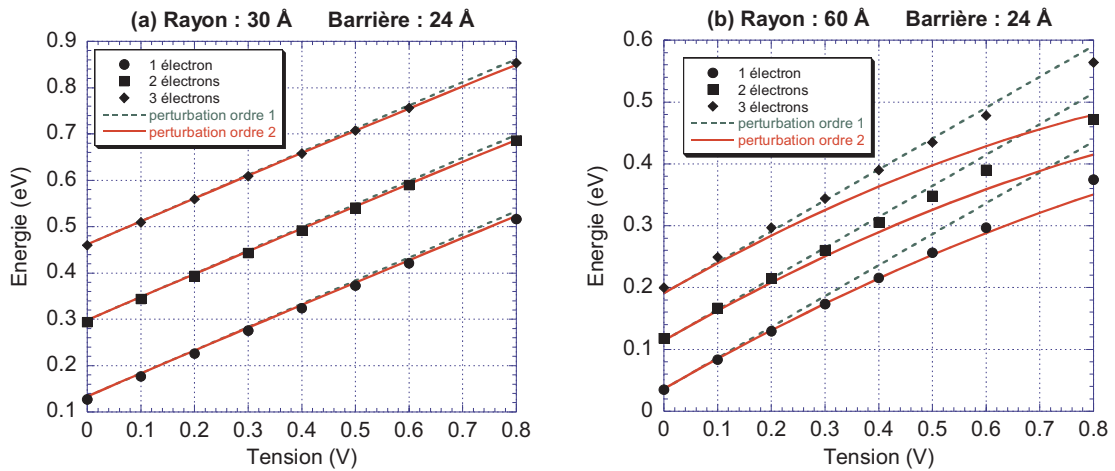 (a) Rayon : 30 Å Barrière : 24 Å
Energie (eV)
0.9
0.8
0.7
0.6
0.5
0.4
0.3
0.2
0.1
1 électron
2 électrons
3 électrons
perturbation ordre 1
perturbation ordre 2
0 0.1 0.2 0.3 0.4 0.5 0.6 0.7 0.8
Tension (V)
(b) Rayon : 60 Å Barrière : 24 Å
Energie (eV)
0.6
0.5
0.4
0.3
0.2
0.1
0
1 électron
2 électrons
3 électrons
perturbation ordre 1
perturbation ordre 2
0 0.1 0.2 0.3 0.4 0.5 0.6 0.7 0.8
Tension (V)